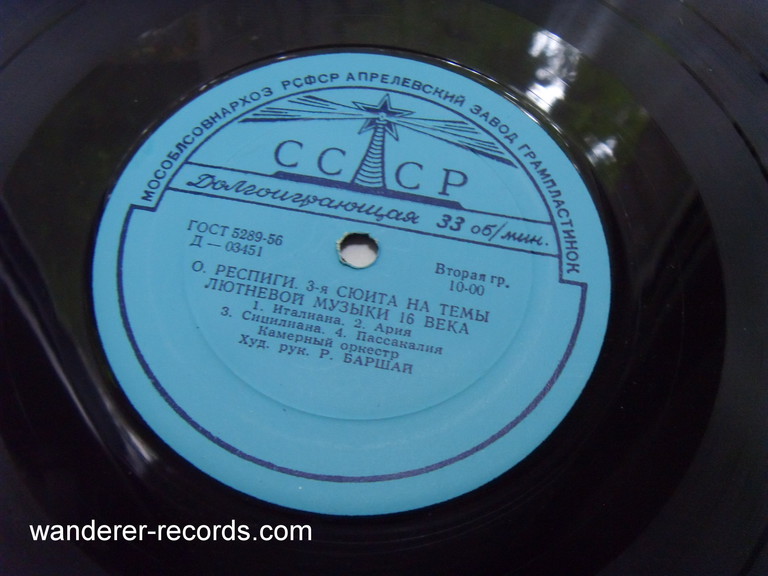 МОСОБЛСОВНАРХОЗ РСФСР АПРЕЛЕВСКИЙ ЗАВОД ГРАМПЛАСТИНОК
СССР
Долгоиграющая 33 об/мин.
ГОСТ 5289-56
Д — 03451
Вторая гр.
10-00
О. РЕСПИГИ. 3-я СЮИТА НА ТЕМЫ
ЛЮТНЕВОЙ МУЗЫКИ 16 ВЕКА
1. Италиана. 2. Ария
3. Сицилиана. 4. Пассакалия
Камерный оркестр
Худ. рук. Р. БАРШАЙ
wanderer-records.com